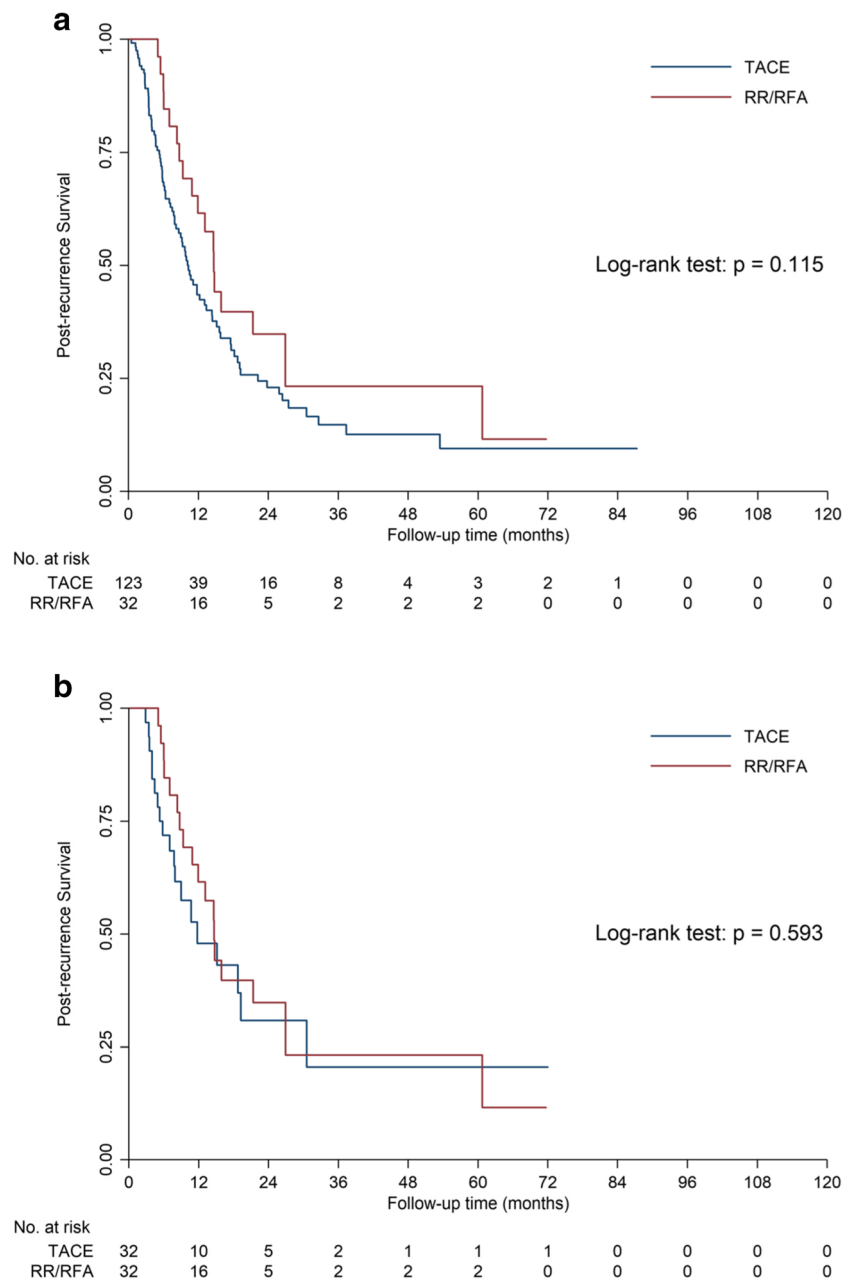 a
1.00
0.75
0.50
0.25
0.00
Post-recurrence Survival
TACE
RR/RFA
Log-rank test: p = 0.115
0 12 24 36 48 60 72 84 96 108 120
Follow-up time (months)
No. at risk
TACE 123 39 16 8 4 3 2 1 0 0 0
RR/RFA 32 16 5 2 2 2 0 0 0 0 0
b
1.00
0.75
0.50
0.25
0.00
Post-recurrence Survival
TACE
RR/RFA
Log-rank test: p = 0.593
0 12 24 36 48 60 72 84 96 108 120
Follow-up time (months)
No. at risk
TACE 32 10 5 2 1 1 1 0 0 0 0
RR/RFA 32 16 5 2 2 2 0 0 0 0 0